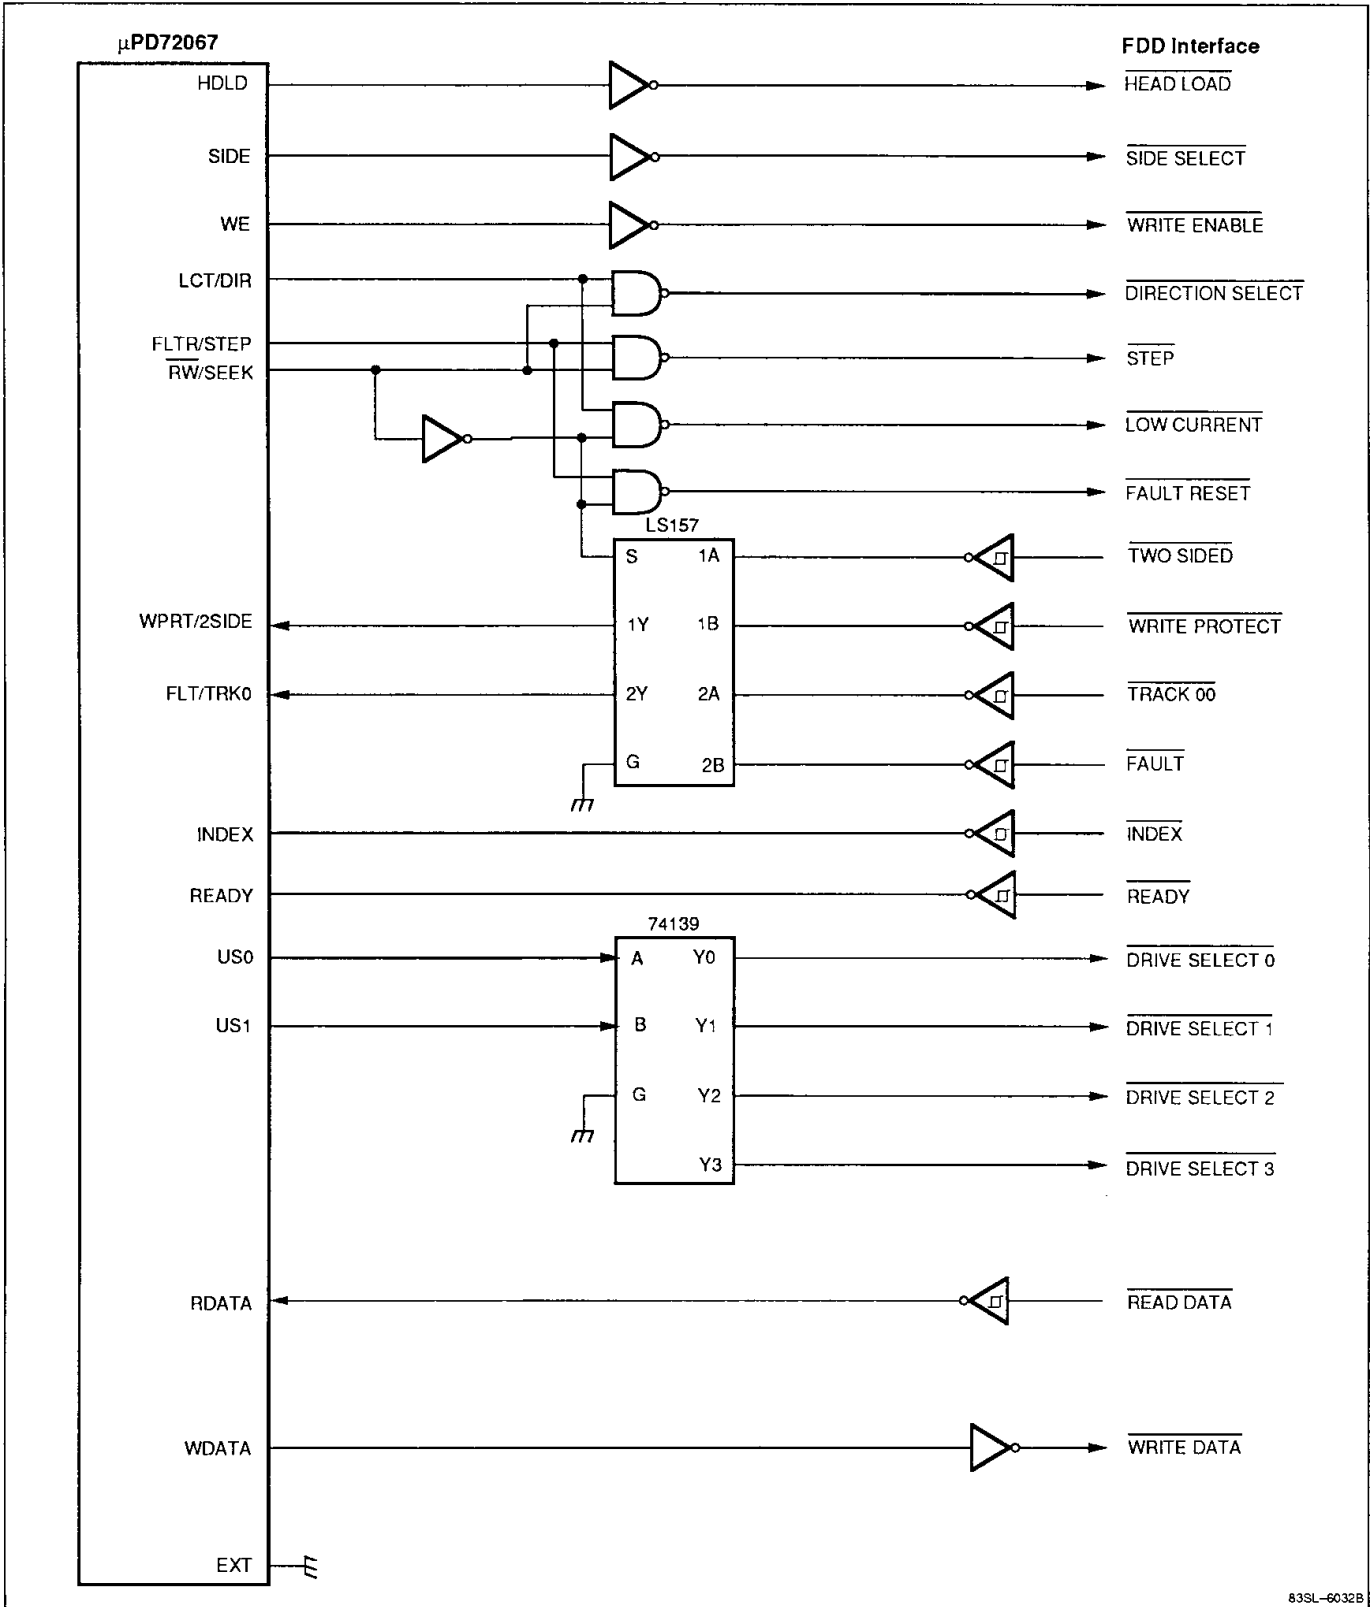 μPD72067 FDD Interface
HDLD HEAD LOAD
SIDE SIDE SELECT
WE WRITE ENABLE
LCT/DIR DIRECTION SELECT
FLTR/STEP STEP
RW/SEEK
LOW CURRENT
FAULT RESET
LS157
S 1A TWO SIDED
WPRT/2SIDE 1Y 1B WRITE PROTECT
FLT/TRK0 2Y 2A TRACK 00
G 2B FAULT
INDEX INDEX
READY READY
74139
US0 A Y0 DRIVE SELECT 0
US1 B Y1 DRIVE SELECT 1
G Y2 DRIVE SELECT 2
Y3 DRIVE SELECT 3
RDATA READ DATA
WDATA WRITE DATA
EXT
83SL-6032B